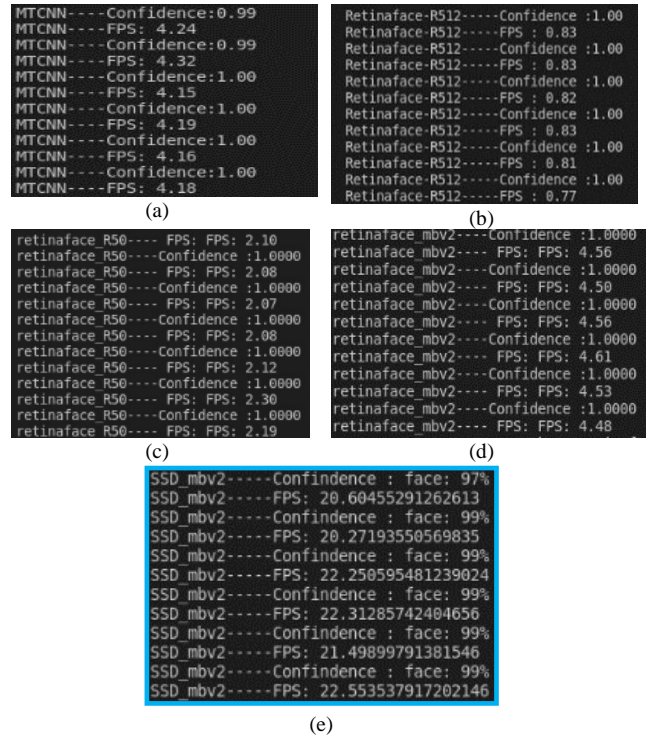 MTCNN----Confidence:0.99
MTCNN----FPS: 4.24
MTCNN----Confidence:0.99
MTCNN----FPS: 4.32
MTCNN----Confidence:1.00
MTCNN----FPS: 4.15
MTCNN----Confidence:1.00
MTCNN----FPS: 4.19
MTCNN----Confidence:1.00
MTCNN----FPS: 4.16
MTCNN----Confidence:1.00
MTCNN----FPS: 4.18
(a)
Retinaface-R512-----Confidence :1.00
Retinaface-R512-----FPS : 0.83
Retinaface-R512-----Confidence :1.00
Retinaface-R512-----FPS : 0.83
Retinaface-R512-----Confidence :1.00
Retinaface-R512-----FPS : 0.82
Retinaface-R512-----Confidence :1.00
Retinaface-R512-----FPS : 0.83
Retinaface-R512-----Confidence :1.00
Retinaface-R512-----FPS : 0.81
Retinaface-R512-----Confidence :1.00
Retinaface-R512-----FPS : 0.77
(b)
retinaface_R50---- FPS: FPS: 2.10
retinaface_R50----Confidence :1.0000
retinaface_R50---- FPS: FPS: 2.08
retinaface_R50----Confidence :1.0000
retinaface_R50---- FPS: FPS: 2.07
retinaface_R50----Confidence :1.0000
retinaface_R50---- FPS: FPS: 2.08
retinaface_R50----Confidence :1.0000
retinaface_R50---- FPS: FPS: 2.12
retinaface_R50----Confidence :1.0000
retinaface_R50---- FPS: FPS: 2.30
retinaface_R50----Confidence :1.0000
retinaface_R50---- FPS: FPS: 2.19
(c)
retinaface_mbv2----Confidence :1.0000
retinaface_mbv2---- FPS: FPS: 4.56
retinaface_mbv2----Confidence :1.0000
retinaface_mbv2---- FPS: FPS: 4.50
retinaface_mbv2----Confidence :1.0000
retinaface_mbv2---- FPS: FPS: 4.56
retinaface_mbv2----Confidence :1.0000
retinaface_mbv2---- FPS: FPS: 4.61
retinaface_mbv2----Confidence :1.0000
retinaface_mbv2---- FPS: FPS: 4.53
retinaface_mbv2----Confidence :1.0000
retinaface_mbv2---- FPS: FPS: 4.48
(d)
SSD_mbv2-----Confindence : face: 97%
SSD_mbv2-----FPS: 20.60455291262613
SSD_mbv2-----Confindence : face: 99%
SSD_mbv2-----FPS: 20.27193550569835
SSD_mbv2-----Confindence : face: 99%
SSD_mbv2-----FPS: 22.250595481239024
SSD_mbv2-----Confindence : face: 99%
SSD_mbv2-----FPS: 22.31285742404656
SSD_mbv2-----Confindence : face: 99%
SSD_mbv2-----FPS: 21.49899791381546
SSD_mbv2-----Confindence : face: 99%
SSD_mbv2-----FPS: 22.553537917202146
(e)